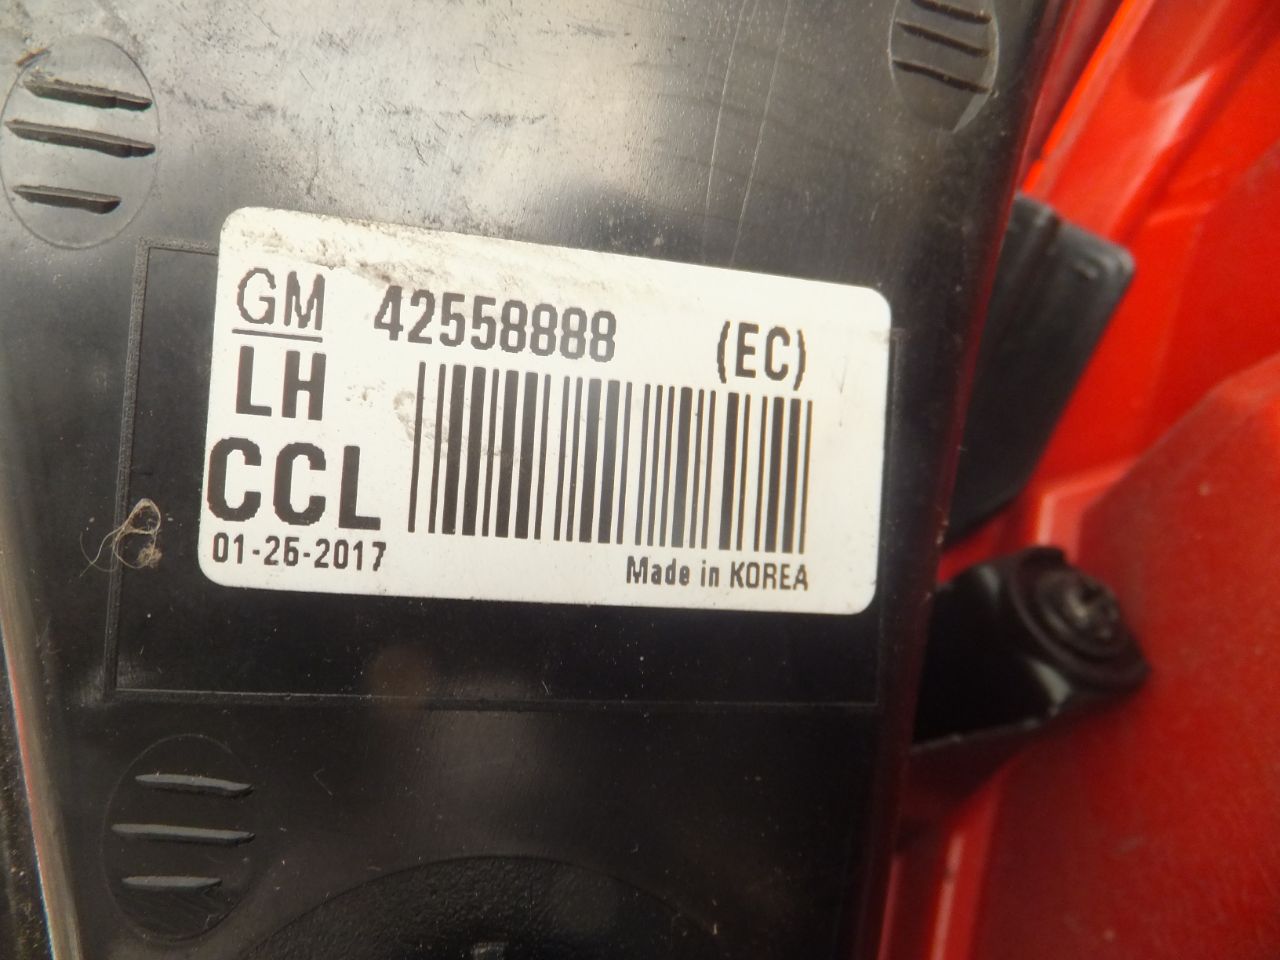 GM 42558888 (EC)
LH
CCL
01-26-2017 Made in KOREA